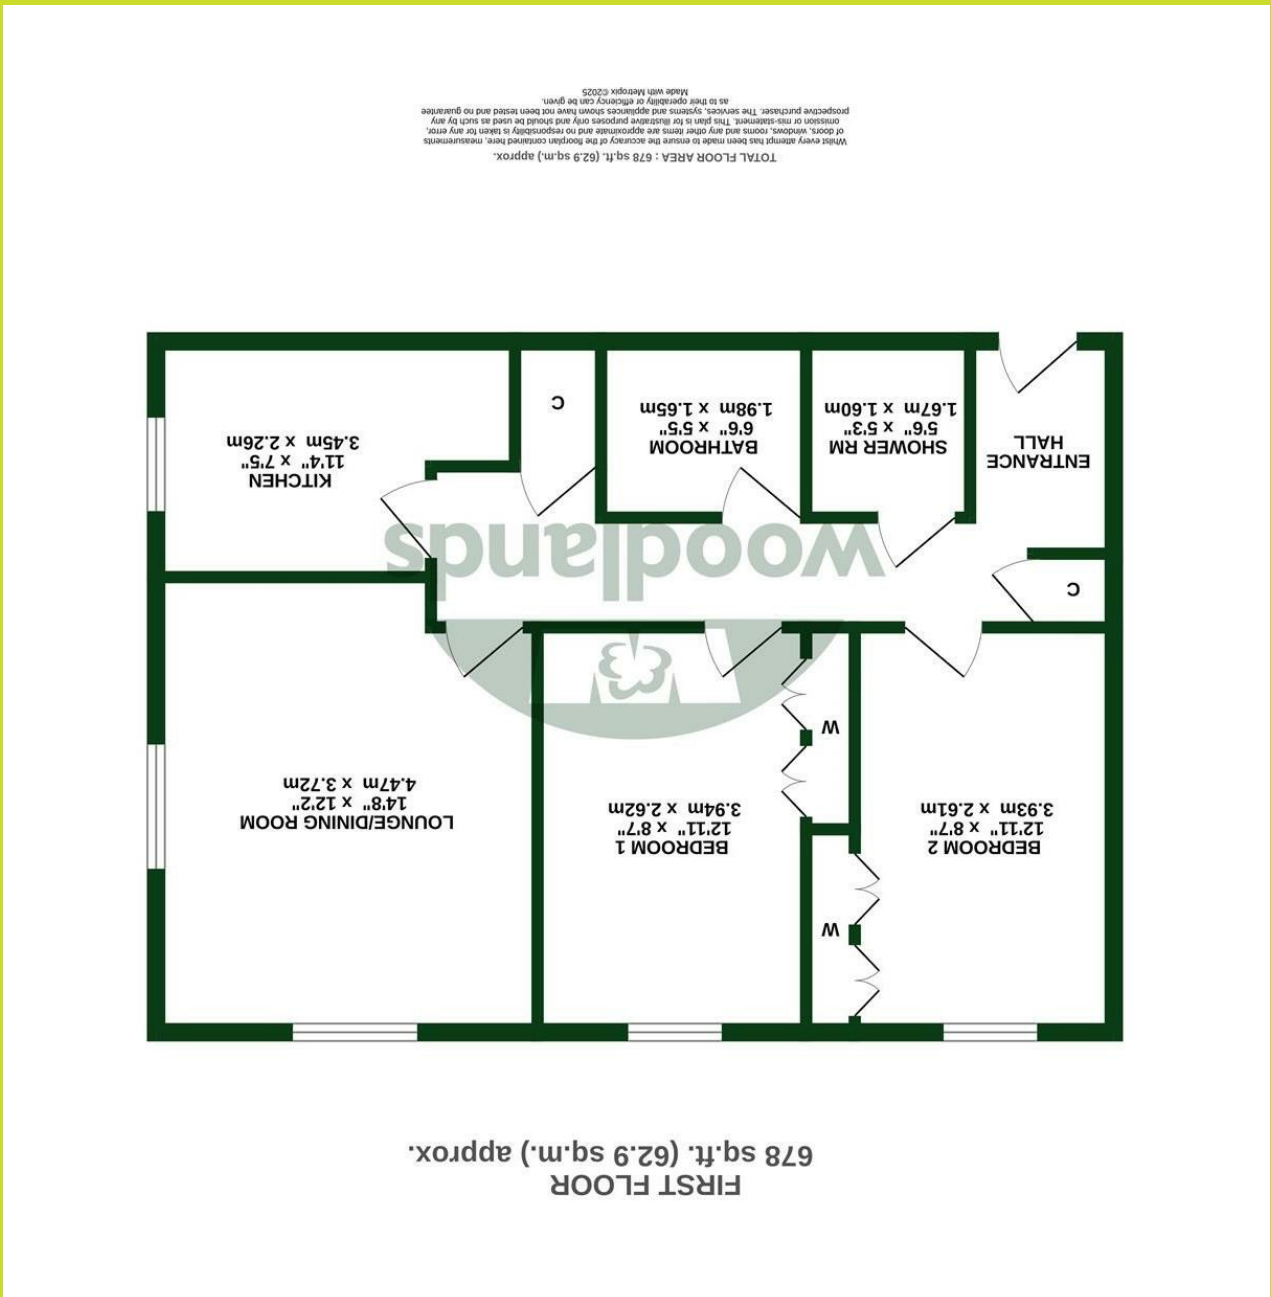 FIRST FLOOR
678 sq.ft. (62.9 sq.m.) approx.
BEDROOM 2
12'11" x 8'7"
3.93m x 2.61m
W
BEDROOM 1
12'11" x 8'7"
3.94m x 2.62m
LOUNGE/DINING ROOM
14'8" x 12'2"
4.47m x 3.72m
W
C
woodlands
ENTRANCE
HALL
SHOWER RM
5'6" x 5'3"
1.67m x 1.60m
BATHROOM
6'6" x 5'5"
1.98m x 1.65m
C
KITCHEN
11'4" x 7'5"
3.45m x 2.26m
TOTAL FLOOR AREA : 678 sq.ft. (62.9 sq.m.) approx.
Whilst every attempt has been made to ensure the accuracy of the floorplan contained here, measurements
of doors, windows, rooms and any other items are approximate and no responsibility is taken for any error,
omission or mis-statement. This plan is for illustrative purposes only and should be used as such by any
prospective purchaser. The services, systems and appliances shown have not been tested and no guarantee
as to their operability or efficiency can be given.
Made with Metropix ©2025